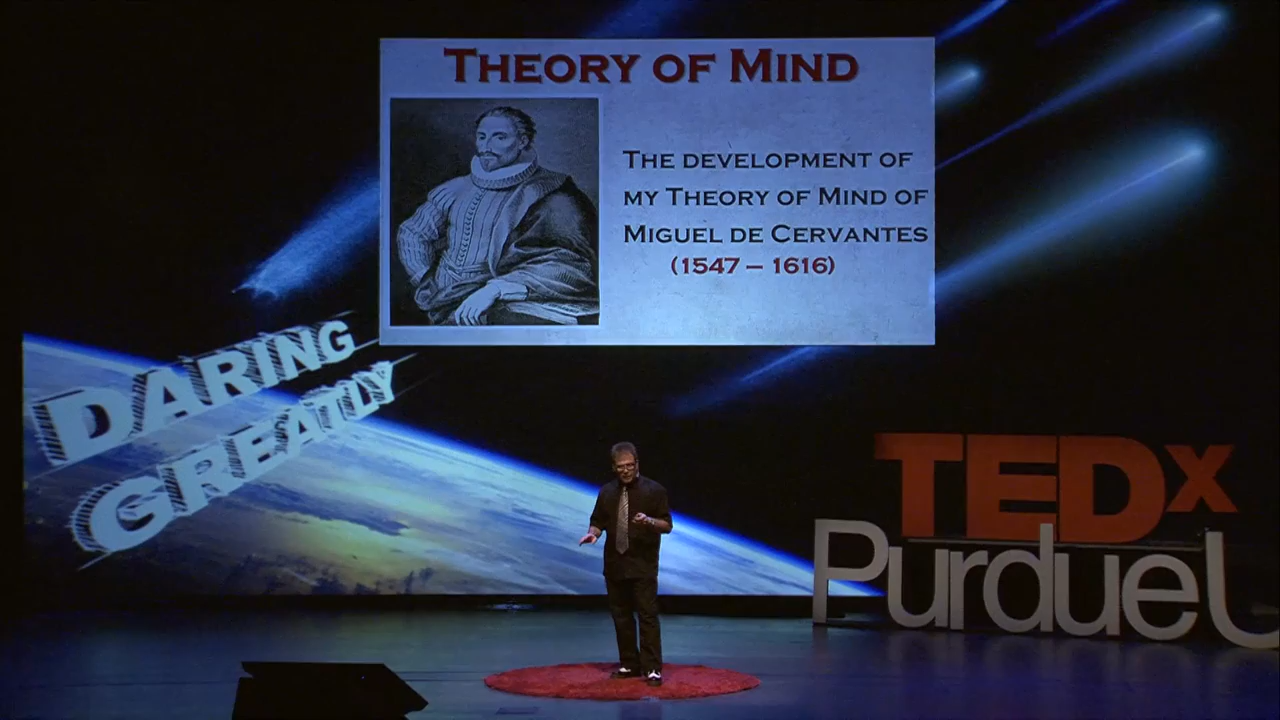 THEORY OF MIND
THE DEVELOPMENT OF
MY THEORY OF MIND OF
MIGUEL DE CERVANTES
(1547 – 1616)
DARING
GREATLY
TEDx
PurdueU